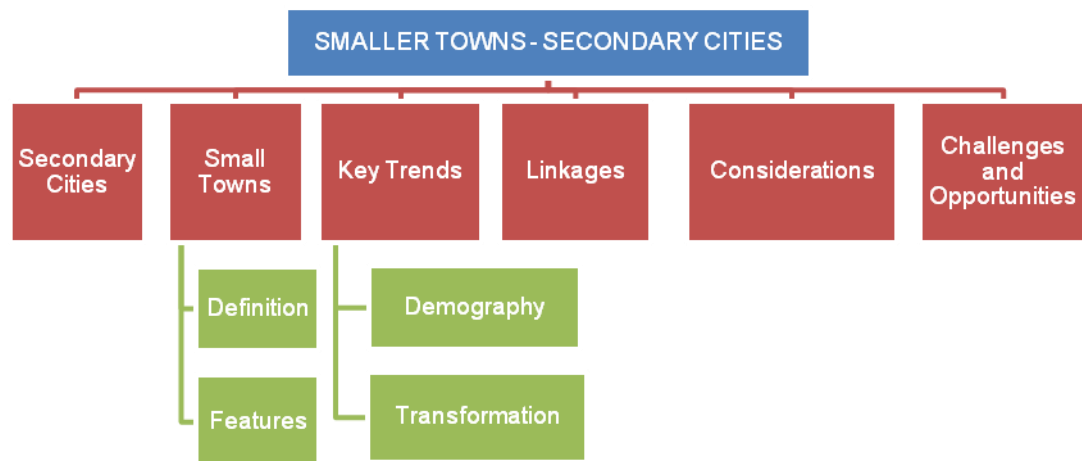 SMALLER TOWNS - SECONDARY CITIES
Secondary
Cities
Small
Towns
Key Trends
Linkages
Considerations
Challenges
and
Opportunities
Definition
Features
Demography
Transformation